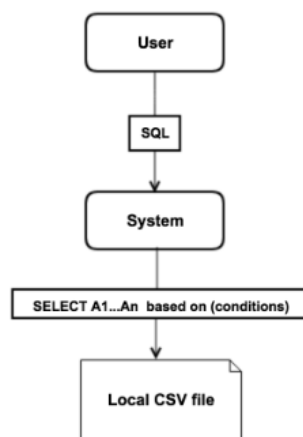 User
SQL
System
SELECT A1...An based on (conditions)
Local CSV file